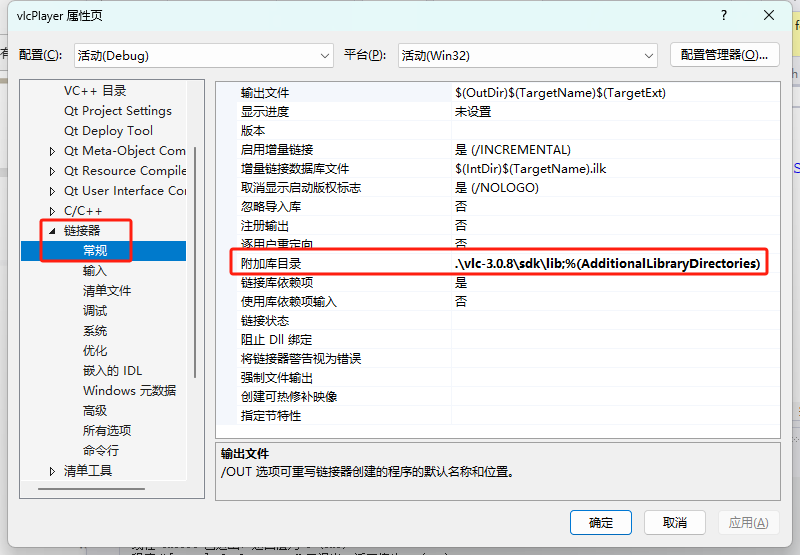 vlcPlayer 属性页
配置(C):
活动(Debug)
平台(P):
活动(Win32)
配置管理器(O)...
VC++ 目录
Qt Project Settings
Qt Deploy Tool
Qt Meta-Object Com
Qt Resource Compile
Qt User Interface Cor
C/C++
链接器
常规
输入
清单文件
调试
系统
优化
嵌入的 IDL
Windows 元数据
高级
所有选项
命令行
清单工具
输出文件 $(OutDir)$(TargetName)$(TargetExt)
显示进度 未设置
版本
启用增量链接 是 (/INCREMENTAL)
增量链接数据库文件 $(IntDir)$(TargetName).ilk
取消显示启动版权标志 是 (/NOLOGO)
忽略导入库 否
注册输出 否
逐用户重定向 否
附加库目录 .\vlc-3.0.8\sdk\lib;%(AdditionalLibraryDirectories)
链接库依赖项 是
使用库依赖项输入 否
链接状态
阻止 Dll 绑定
将链接器警告视为错误
强制文件输出
创建可热修补映像
指定节特性
输出文件
/OUT 选项可重写链接器创建的程序的默认名称和位置。
确定
取消
应用(A)